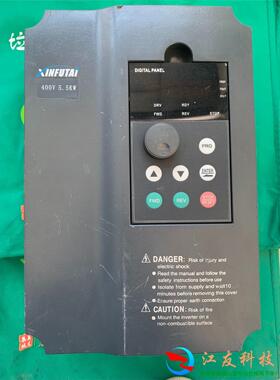 XINFUTAI
400V 5.5KW
DIGITAL PANEL
DRV RDY
FWD REV STOP
PRG
ENTER
FWD REV
DANGER: Risk of injury and
electric shock
Read the manual and follow the
safety instructions before use
Isolate from supply and wait10
minutes before removing this cover
Ensure proper earth connection
CAUTION: Risk of fire
Mount the inverter on a
non-combustible surface
江友科技